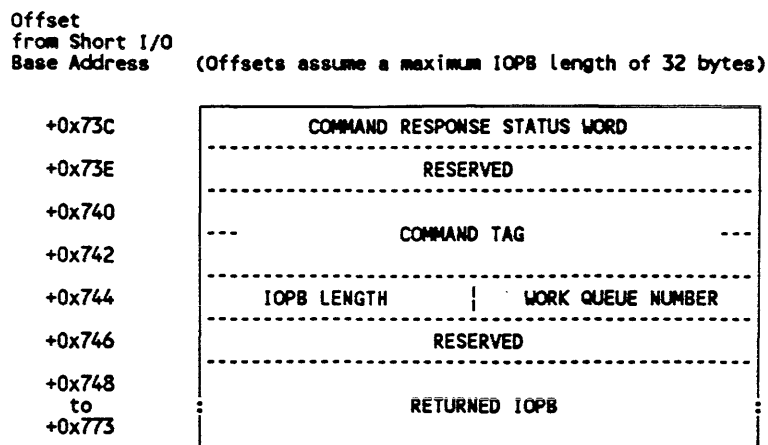 Offset
from Short I/O
Base Address (Offsets assume a maximum IOPB length of 32 bytes)
+0x73C COMMAND RESPONSE STATUS WORD
+0x73E RESERVED
+0x740
--- COMMAND TAG ---
+0x742
+0x744 IOPB LENGTH | WORK QUEUE NUMBER
+0x746 RESERVED
+0x748
to RETURNED IOPB
+0x773